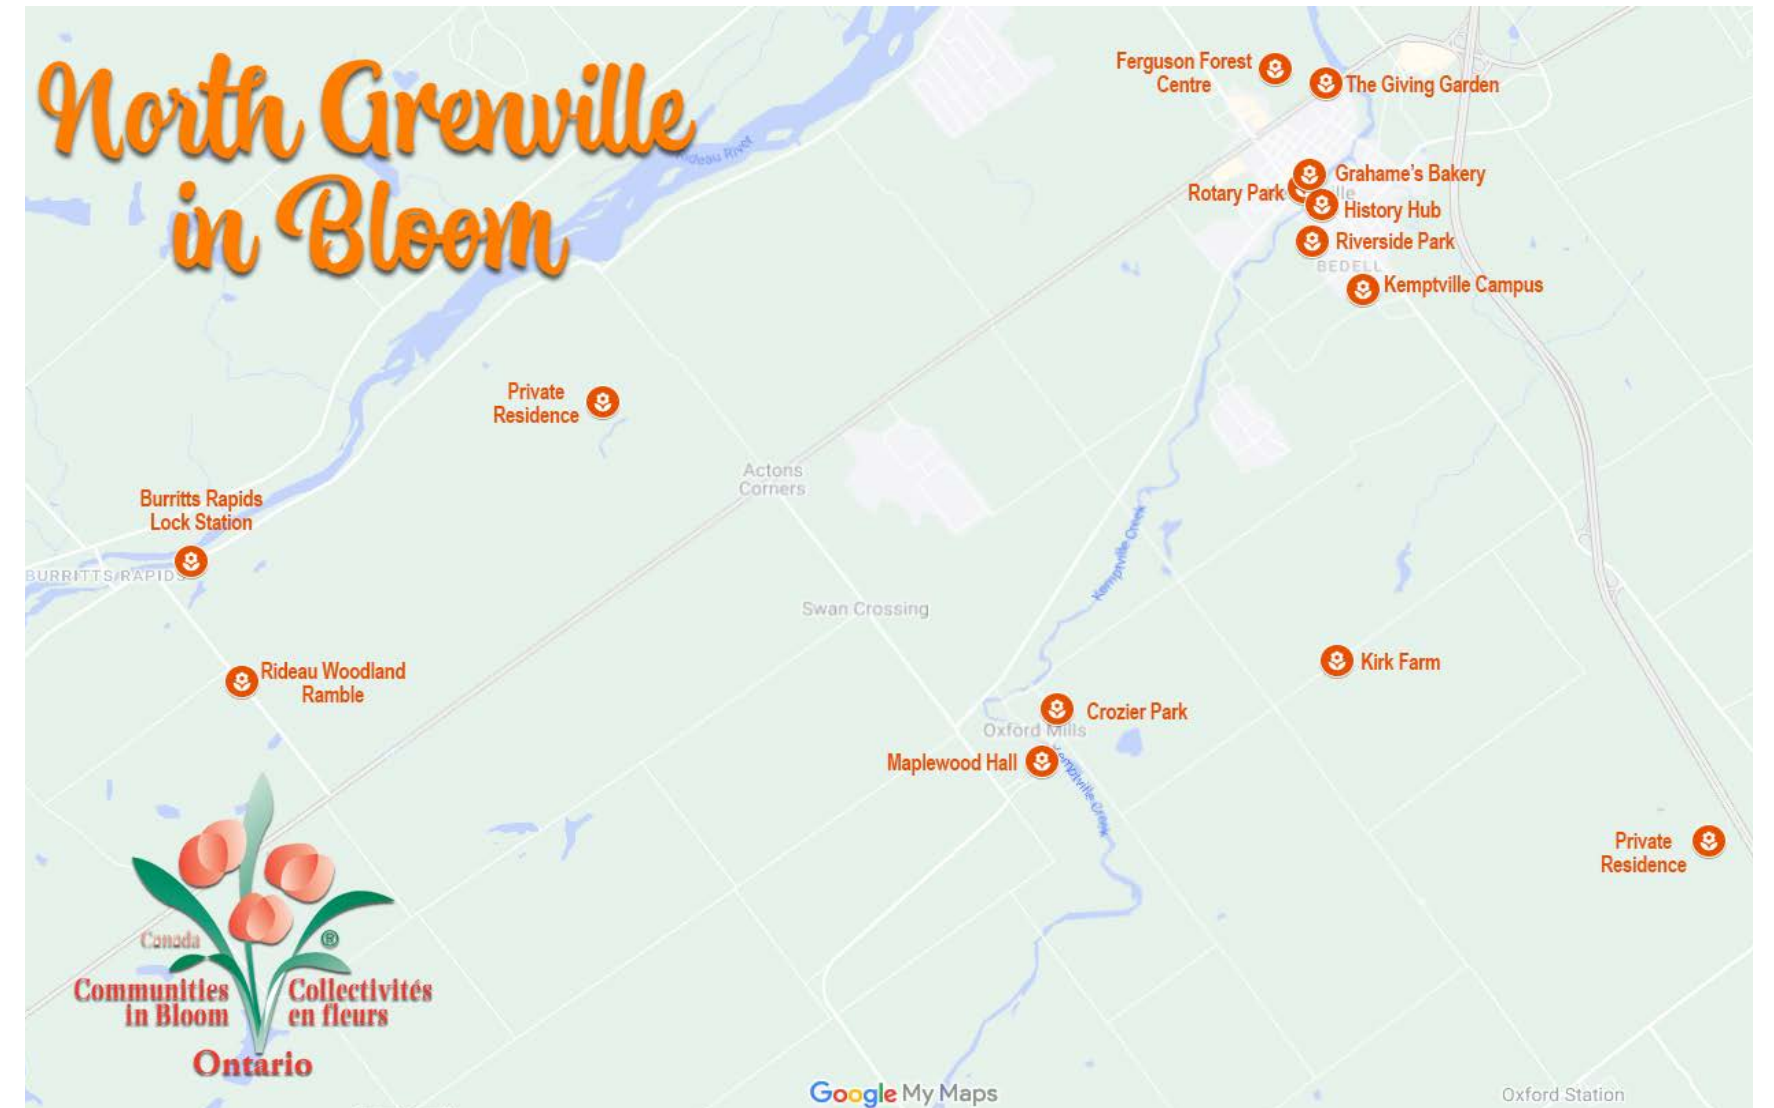 North Grenville
in Bloom
Rideau River
Ferguson Forest
Centre
The Giving Garden
Grahame's Bakery
Rotary Park
ille
History Hub
Riverside Park
BEDELL
Kemptville Campus
Private
Residence
Actons
Corners
Burritts Rapids
Lock Station
BURRITTS RAPIDS
Kemptville Creek
Swan Crossing
Rideau Woodland
Ramble
Kirk Farm
Crozier Park
Oxford Mills
Maplewood Hall
Kemptville Creek
Private
Residence
Canada
®
Communities
in Bloom
Collectivités
en fleurs
Ontario
Google My Maps
Oxford Station